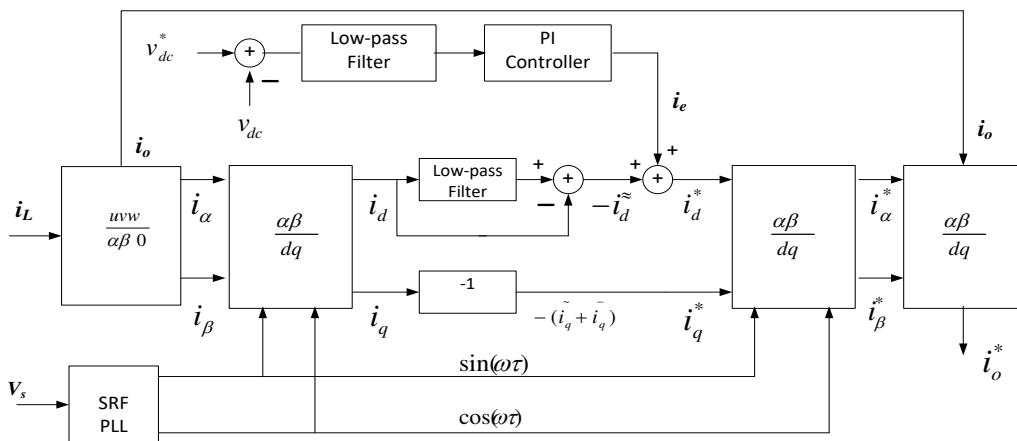 v*dc
+
−
vdc
Low-pass
Filter
PI
Controller
ie
io
io
iL
uvw
αβ 0
iα
iβ
αβ
dq
id
iq
Low-pass
Filter
+
−
+
−ĩd
+
+
+
i*d
-1
− (ĩq + īq)
i*q
αβ
dq
i*α
i*β
αβ
dq
i*o
Vs
SRF
PLL
sin(ωτ)
cos(ωτ)